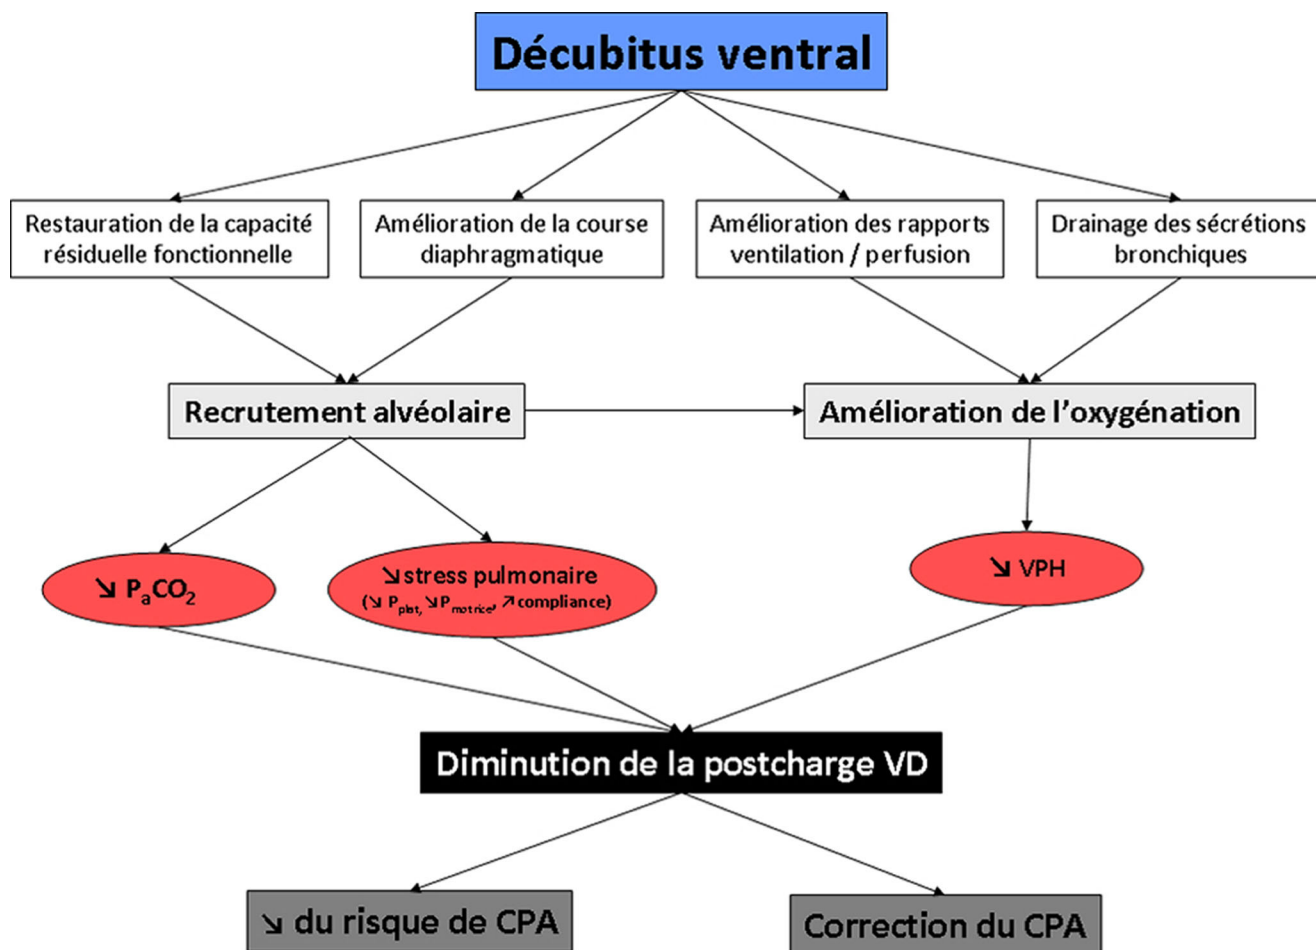 Décubitus ventral
Restauration de la capacité
résiduelle fonctionnelle
Amélioration de la course
diaphragmatique
Amélioration des rapports
ventilation / perfusion
Drainage des sécrétions
bronchiques
Recrutement alvéolaire
Amélioration de l'oxygénation
↘ PaCO2
↘ stress pulmonaire
(↘ Pplat, ↘ Pmotrice, ↗ compliance)
↘ VPH
Diminution de la postcharge VD
↘ du risque de CPA
Correction du CPA